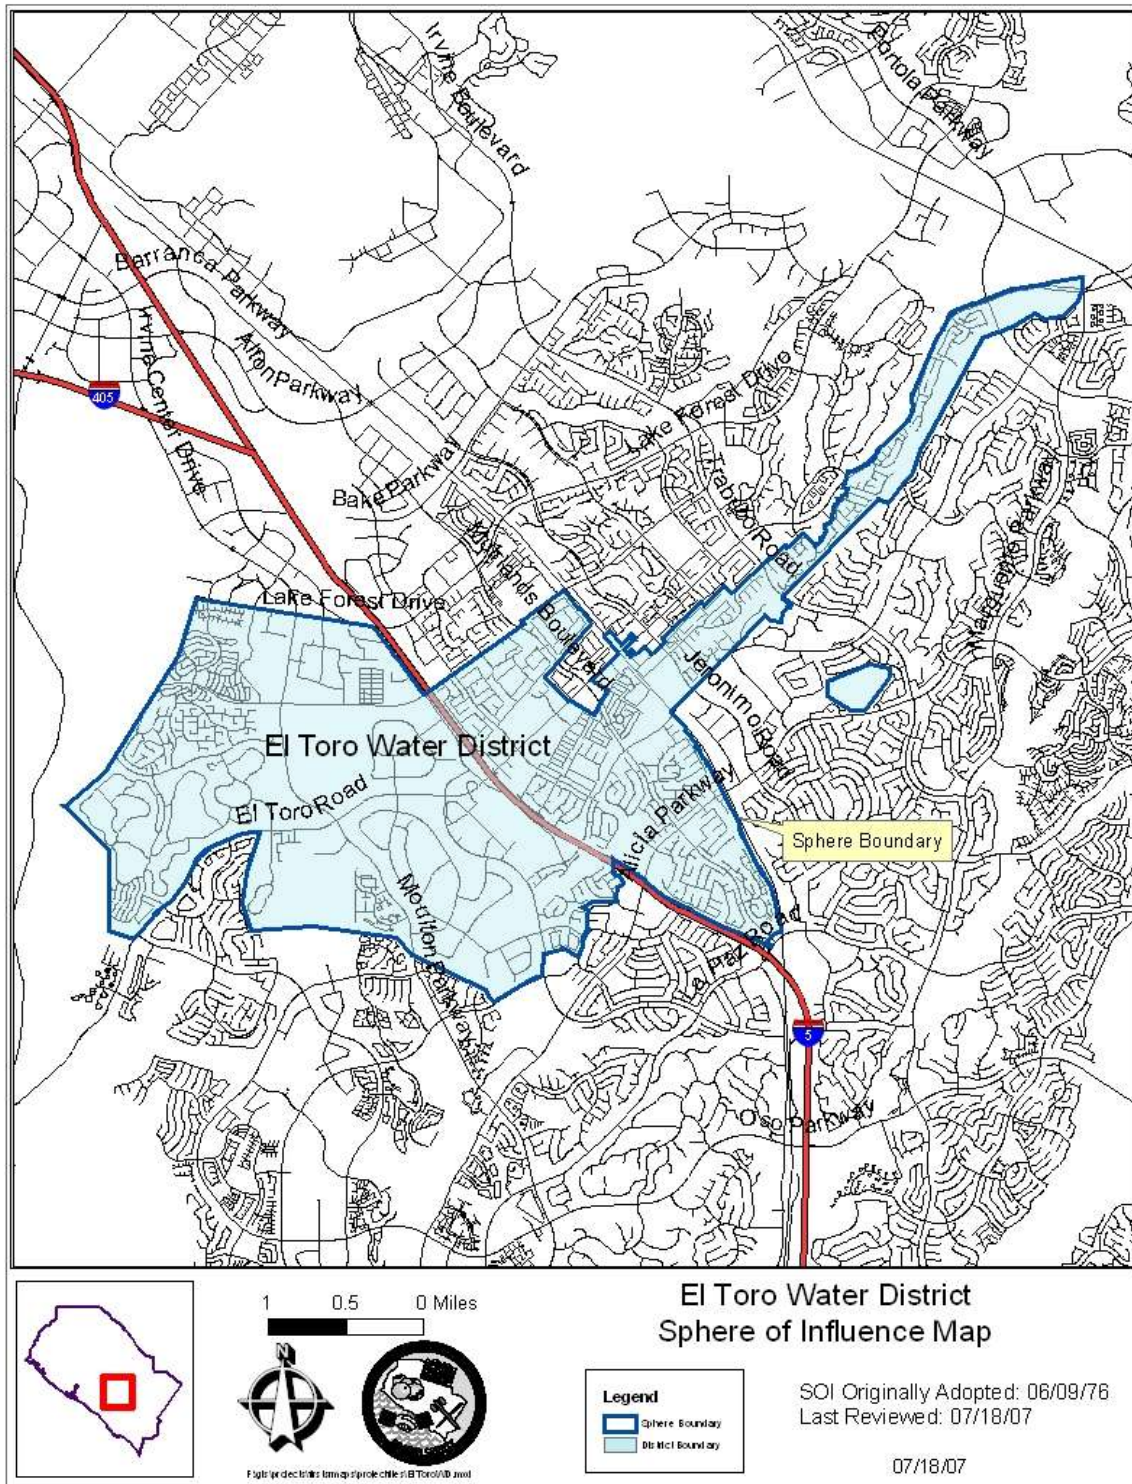 Irvine Boulevard
Portola Parkway
Barranca Parkway
Irvine Center Drive
Alton Parkway
405
Lake Forest Drive
Bake Parkway
Trabuco Road
Muirlands Boulevard
Marguerite Parkway
Lake Forest Drive
Jeronimo Road
El Toro Water District
El Toro Road
Alicia Parkway
Sphere Boundary
Moulton Parkway
La Paz Road
5
Oso Parkway
1 0.5 0 Miles
N
El Toro Water District
Sphere of Influence Map
Legend
Sphere Boundary
District Boundary
SOI Originally Adopted: 06/09/76
Last Reviewed: 07/18/07
07/18/07